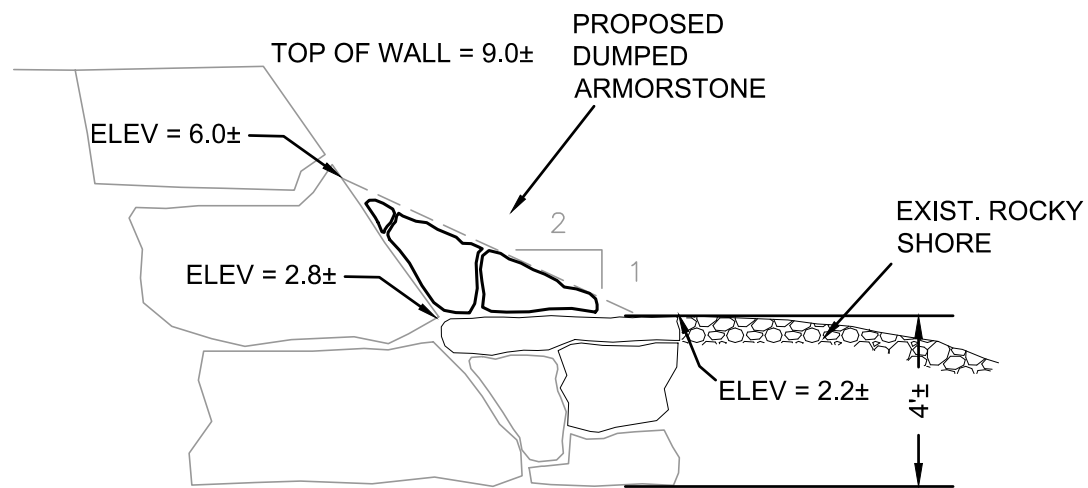 PROPOSED
DUMPED
ARMORSTONE
TOP OF WALL = 9.0±
ELEV = 6.0±
2
1
EXIST. ROCKY
SHORE
ELEV = 2.8±
ELEV = 2.2±
4'±